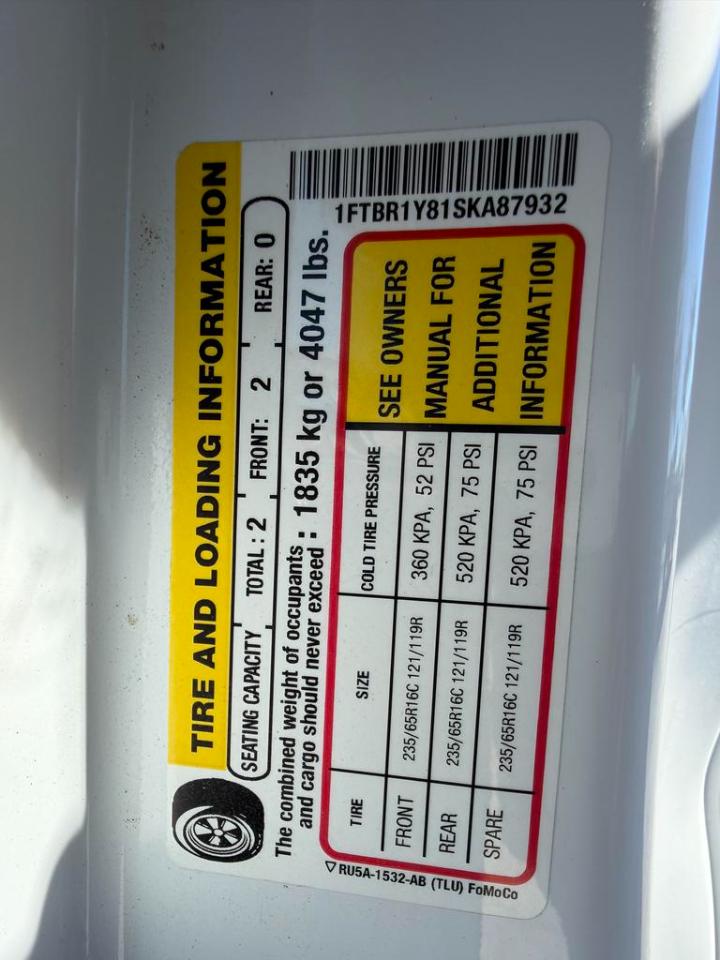 TIRE AND LOADING INFORMATION
SEATING CAPACITY TOTAL : 2 FRONT: 2 REAR: 0
The combined weight of occupants
and cargo should never exceed : 1835 kg or 4047 lbs.
1FTBR1Y81SKA87932
TIRE SIZE COLD TIRE PRESSURE
FRONT 235/65R16C 121/119R 360 KPA, 52 PSI
REAR 235/65R16C 121/119R 520 KPA, 75 PSI
SPARE 235/65R16C 121/119R 520 KPA, 75 PSI
SEE OWNERS
MANUAL FOR
ADDITIONAL
INFORMATION
RU5A-1532-AB (TLU) FoMoCo